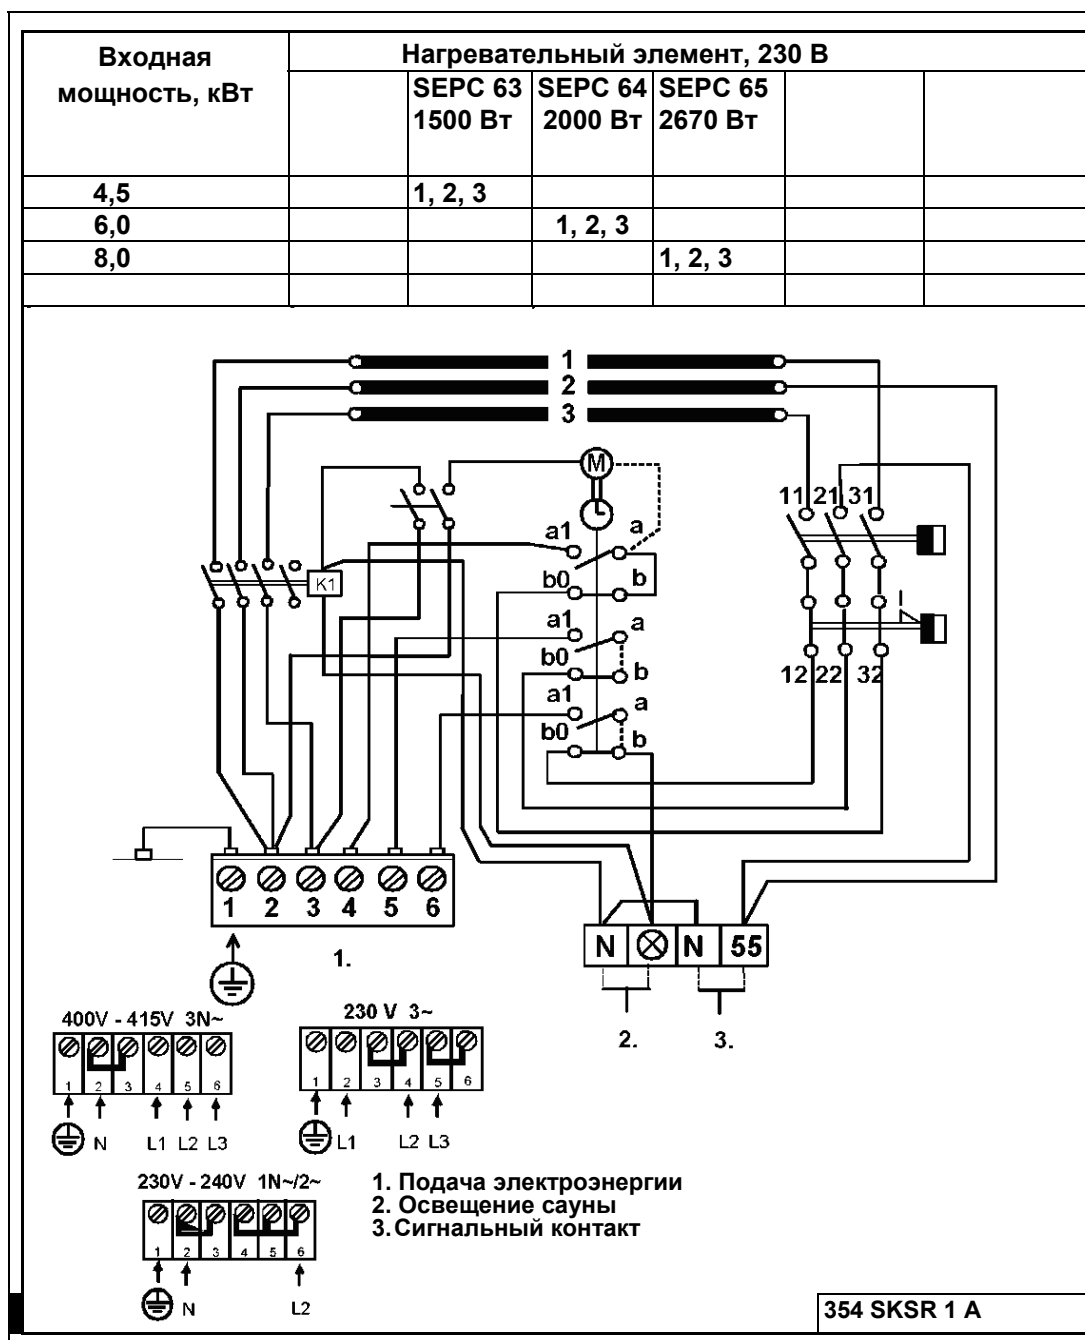 Входная мощность, кВт
Нагревательный элемент, 230 В
SEPC 63 1500 Вт
SEPC 64 2000 Вт
SEPC 65 2670 Вт
4,5 1, 2, 3
6,0 1, 2, 3
8,0 1, 2, 3
1
2
3
M
11 21 31
a1 a
b0 b
K1
a1 a
b0 b
12 22 32
a1 a
b0 b
1 2 3 4 5 6
1.
N N 55
2. 3.
400V - 415V 3N~
1 2 3 4 5 6
N L1 L2 L3
230 V 3~
1 2 3 4 5 6
L1 L2 L3
230V - 240V 1N~/2~
1 2 3 4 5 6
N L2
1. Подача электроэнергии
2. Освещение сауны
3. Сигнальный контакт
354 SKSR 1 A